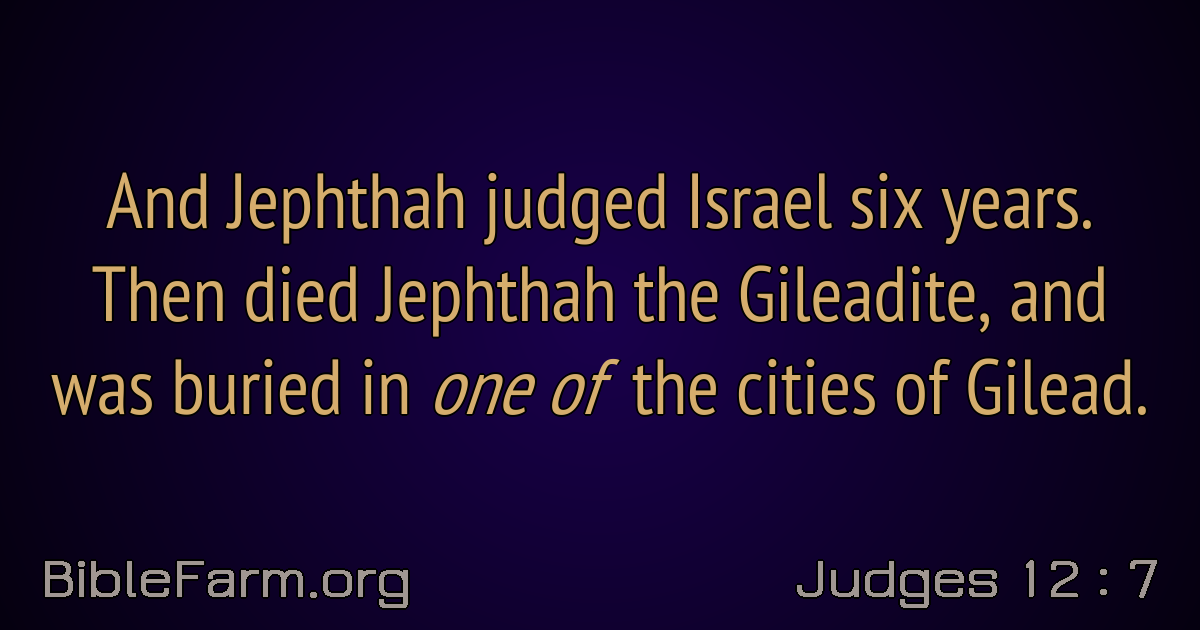 And Jephthah judged Israel six years.
Then died Jephthah the Gileadite, and
was buried in one of the cities of Gilead.
BibleFarm.org
Judges 12 : 7